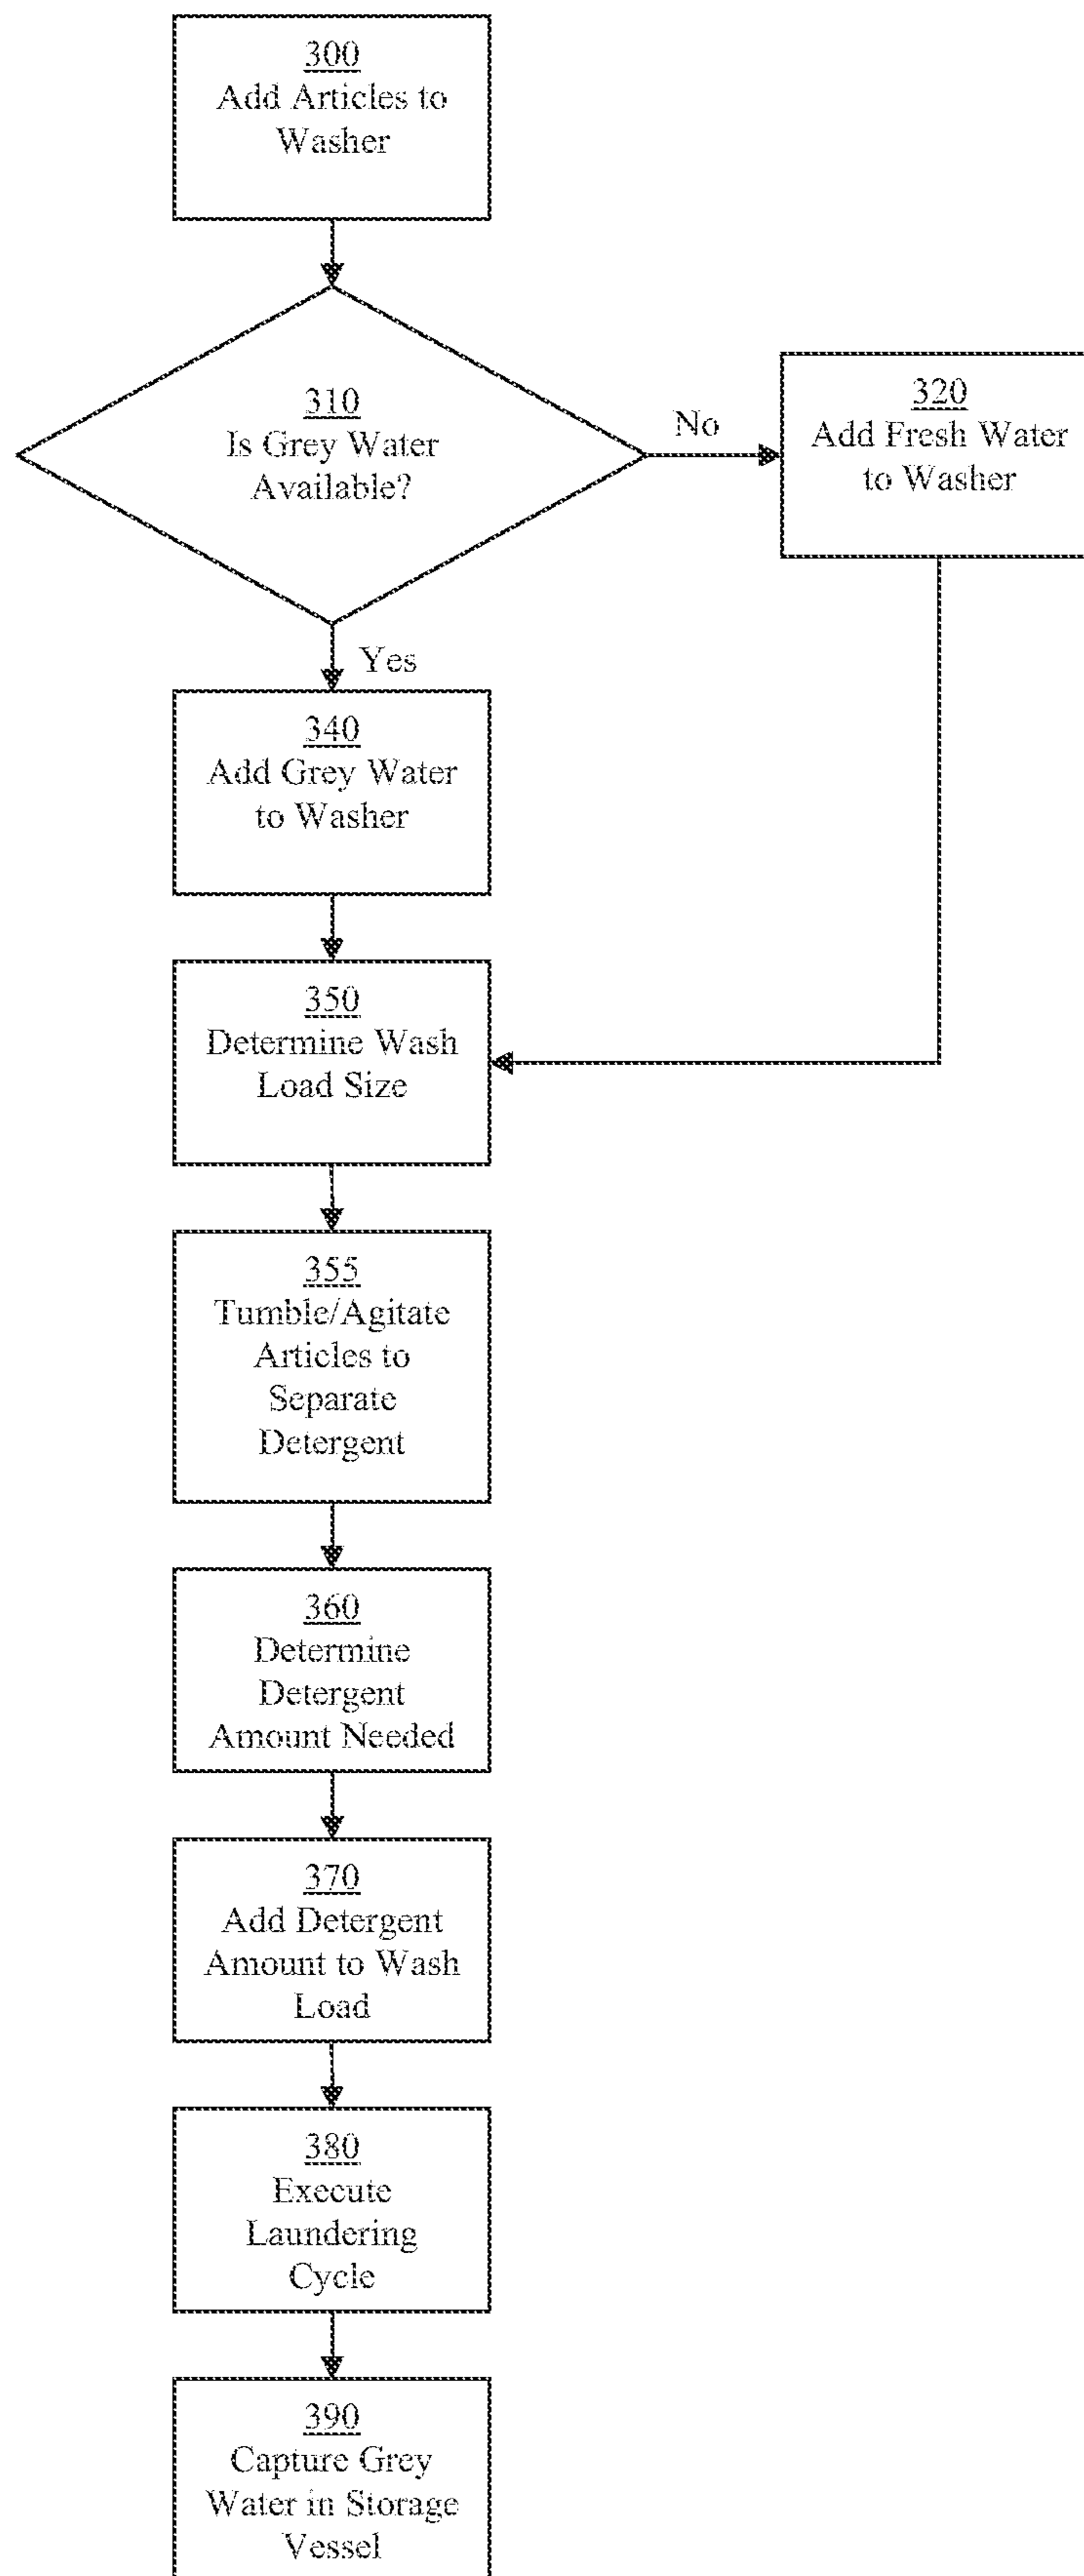 300
Add Articles to
Washer
310
Is Grey Water
Available?
No
320
Add Fresh Water
to Washer
Yes
340
Add Grey Water
to Washer
350
Determine Wash
Load Size
355
Tumble/Agitate
Articles to
Separate
Detergent
360
Determine
Detergent
Amount Needed
370
Add Detergent
Amount to Wash
Load
380
Execute
Laundering
Cycle
390
Capture Grey
Water in Storage
Vessel